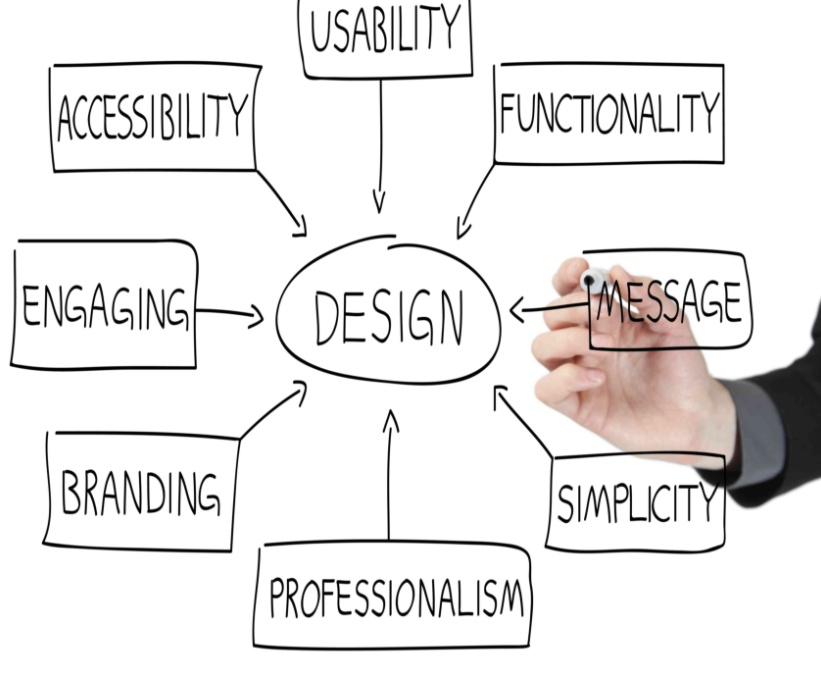 USABILITY
ACCESSIBILITY
FUNCTIONALITY
ENGAGING
DESIGN
MESSAGE
BRANDING
SIMPLICITY
PROFESSIONALISM